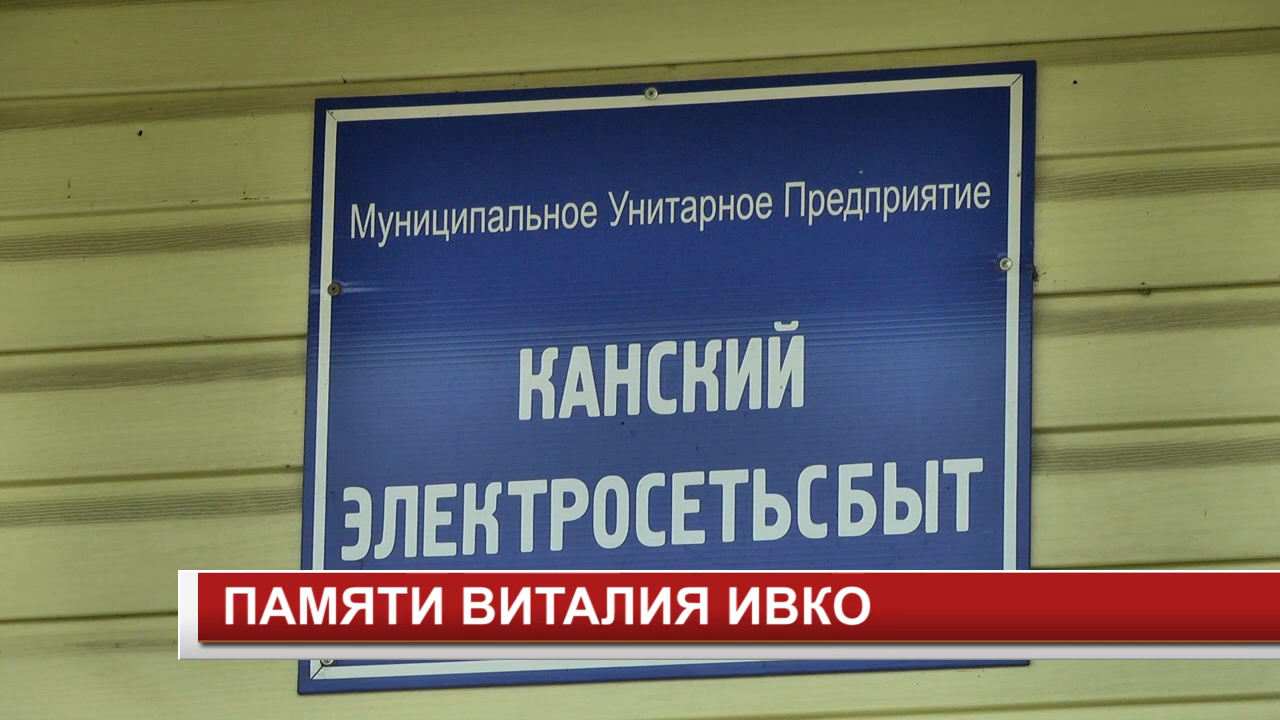 Муниципальное Унитарное Предприятие
КАНСКИЙ
ЭЛЕКТРОСЕТЬСБЫТ
ПАМЯТИ ВИТАЛИЯ ИВКО